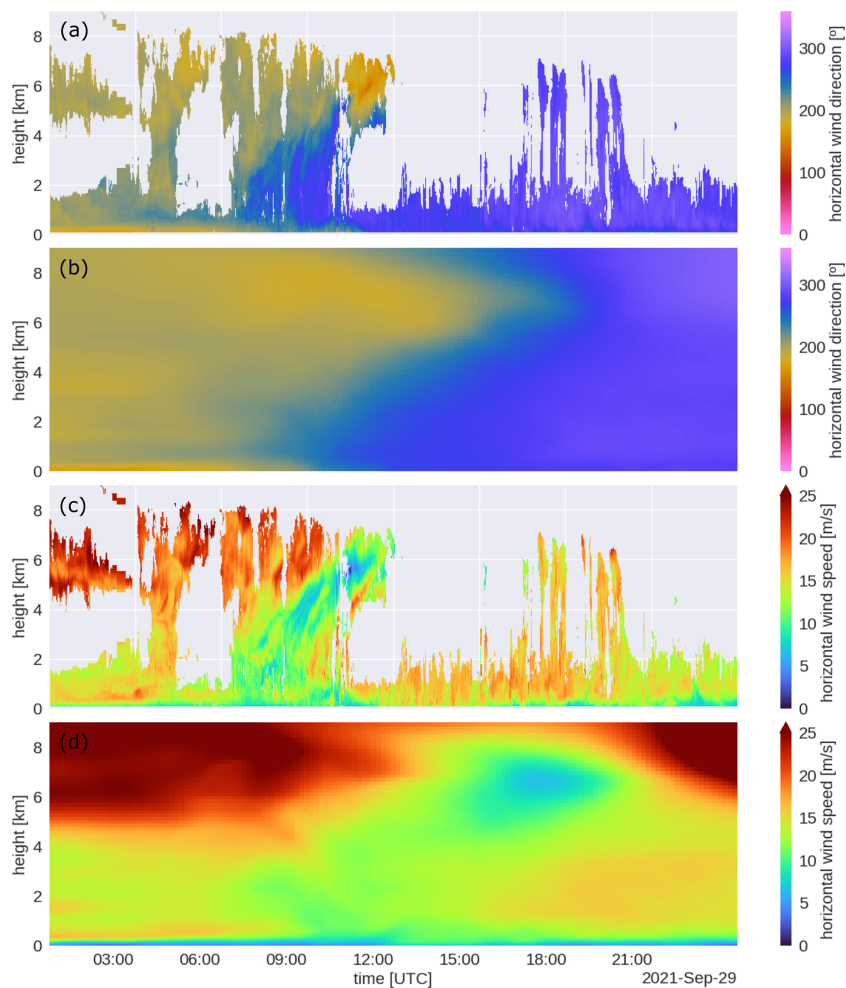 (a)
8
6
4
2
0
height [km]
300
200
100
0
horizontal wind direction [º]
(b)
8
6
4
2
0
height [km]
300
200
100
0
horizontal wind direction [º]
(c)
8
6
4
2
0
height [km]
25
20
15
10
5
0
horizontal wind speed [m/s]
(d)
8
6
4
2
0
height [km]
25
20
15
10
5
0
horizontal wind speed [m/s]
03:00 06:00 09:00 12:00 15:00 18:00 21:00
time [UTC]
2021-Sep-29